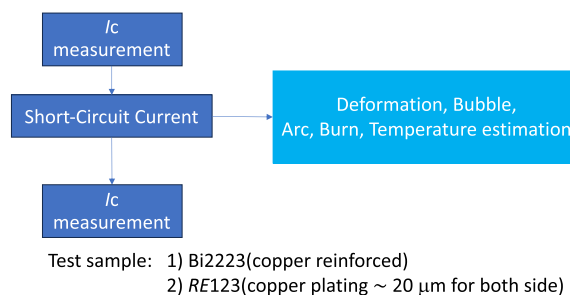 Ic
measurement
Short-Circuit Current
Deformation, Bubble,
Arc, Burn, Temperature estimation
Ic
measurement
Test sample: 1) Bi2223(copper reinforced)
2) RE123(copper plating ~ 20 μm for both side)